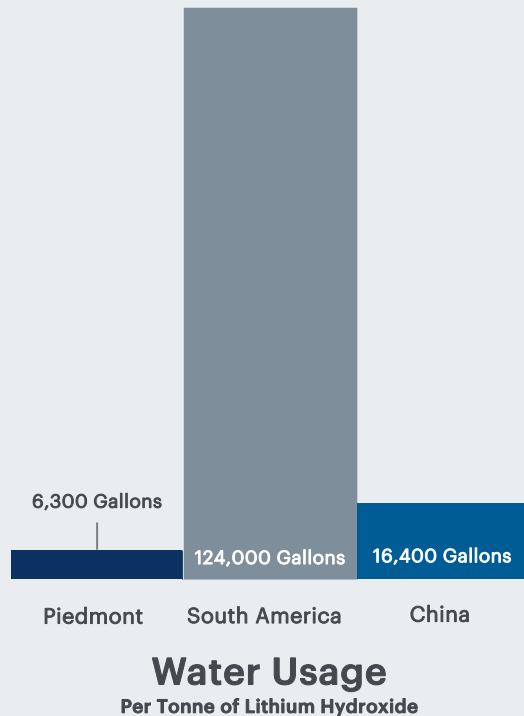 6,300 Gallons
124,000 Gallons
16,400 Gallons
Piedmont
South America
China
Water Usage
Per Tonne of Lithium Hydroxide